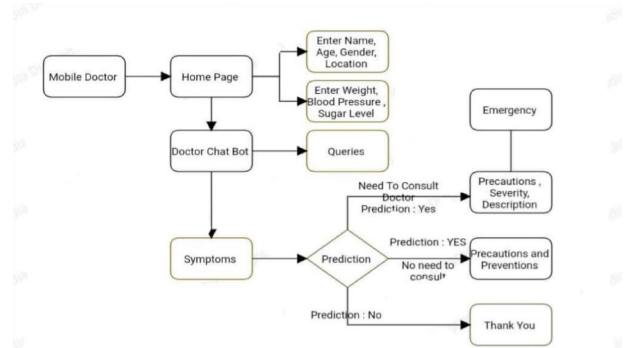 Enter Name,
Age, Gender,
Location
Mobile Doctor
Home Page
Enter Weight,
Blood Pressure ,
Sugar Level
Emergency
Doctor Chat Bot
Queries
Need To Consult
Doctor
Prediction : Yes
Precautions ,
Severity,
Description
Symptoms
Prediction
Prediction : YES
No need to
consult
Precautions and
Preventions
Prediction : No
Thank You